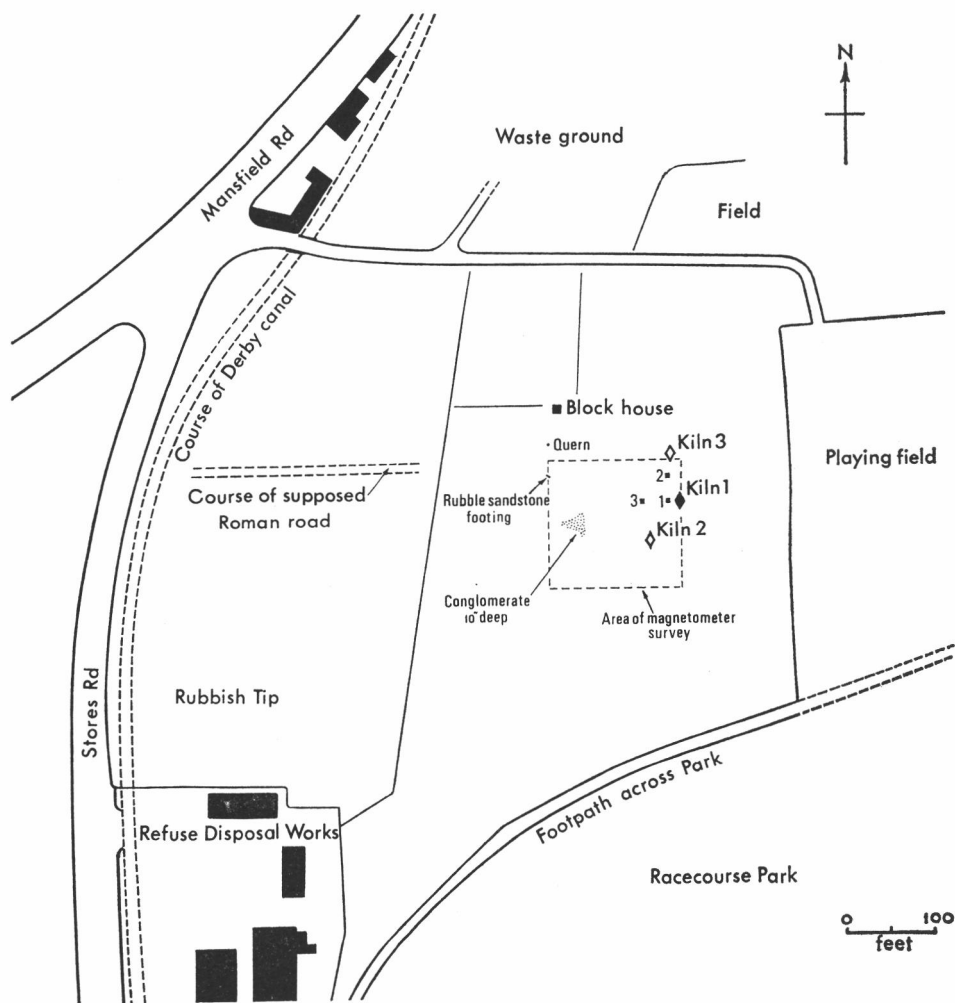 N
Mansfield Rd
Waste ground
Field
Course of Derby canal
Block house
Quern
Kiln 3
Playing field
2
Course of supposed
Roman road
Rubble sandstone
footing
3
1
Kiln 1
Kiln 2
Conglomerate
10" deep
Area of magnetometer
survey
Rubbish Tip
Stores Rd
Footpath across Park
Refuse Disposal Works
Racecourse Park
0 100
feet